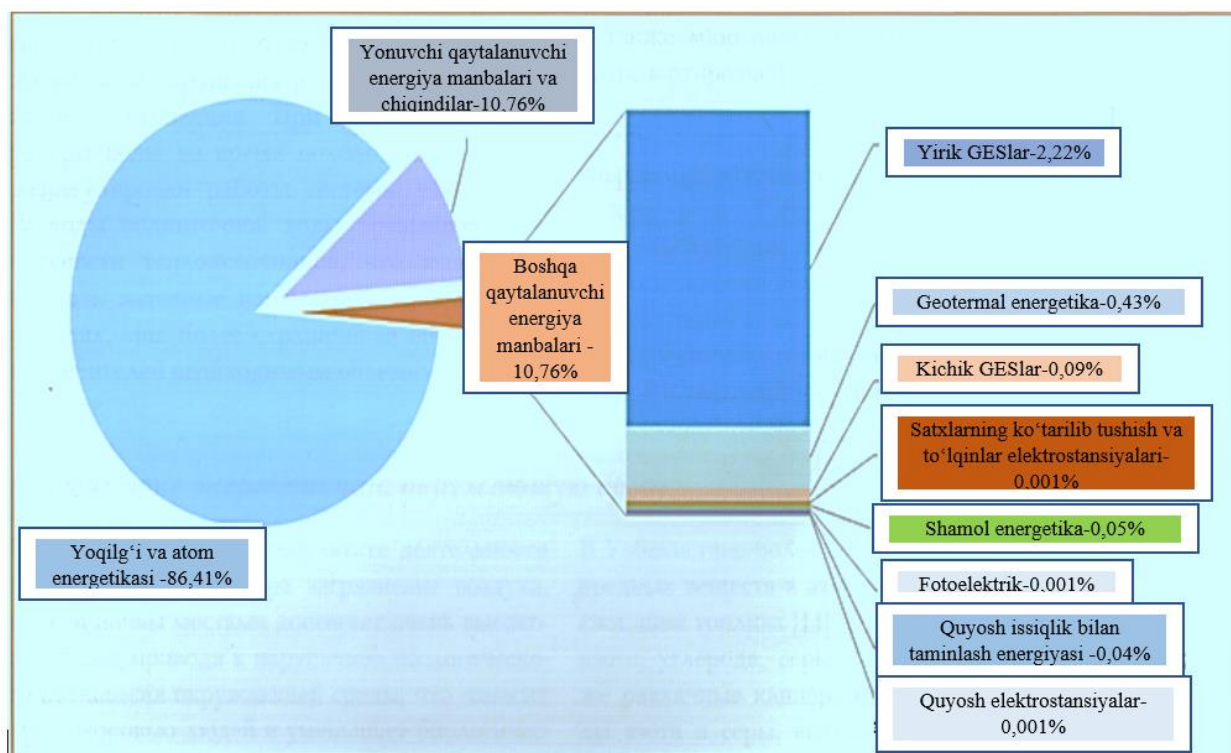 Yonuvchi qaytalanuvchi
energiya manbalari va
chiqindilar-10,76%
Yirik GESlar-2,22%
Boshqa
qaytalanuvchi
energiya
manbalari -
10,76%
Geotermal energetika-0,43%
Kichik GESlar-0,09%
Satxlarning ko‘tarilib tushish va
to‘lqinlar elektrostansiyalari-
0,001%
Shamol energetika-0,05%
Yoqilg‘i va atom
energetikasi -86,41%
Fotoelektrik-0.001%
Quyosh issiqlik bilan
taminlash energiyasi -0,04%
Quyosh elektrostansiyalar-
0,001%